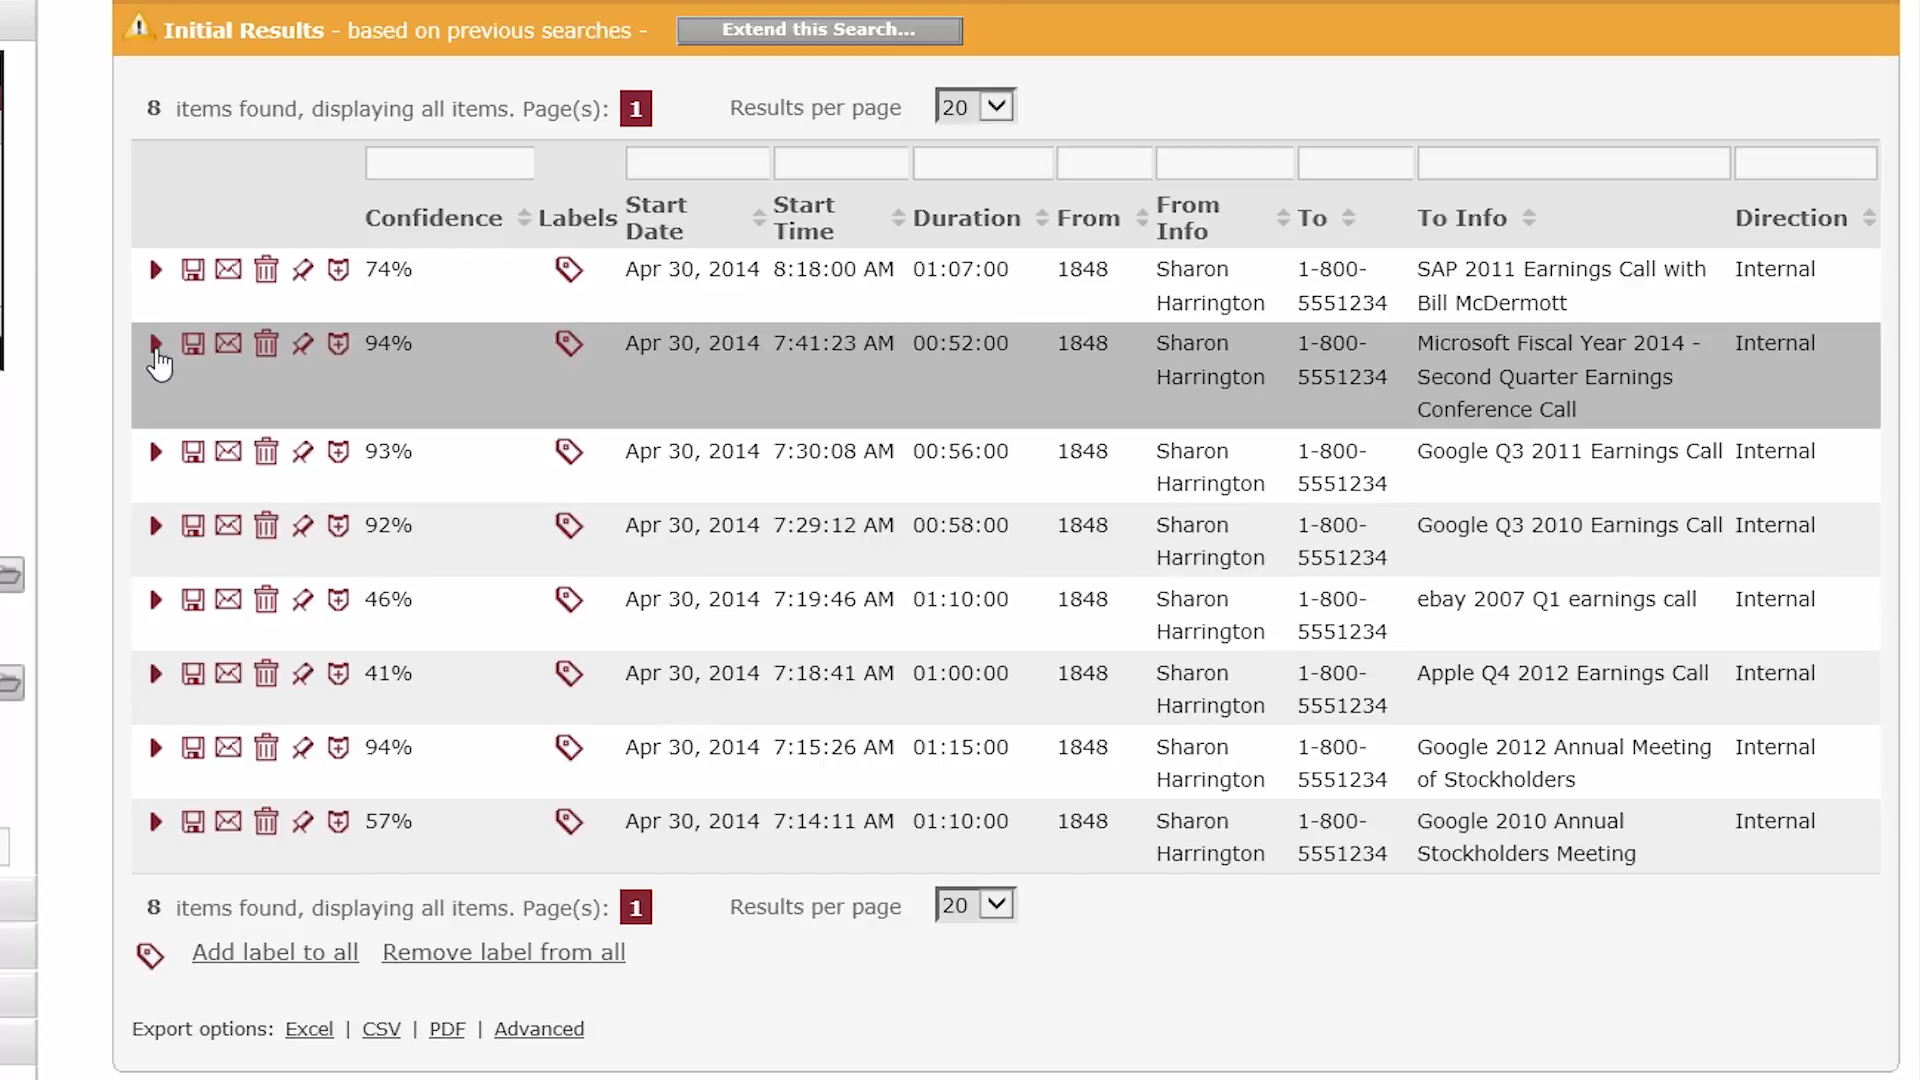 Initial Results - based on previous searches - Extend this Search...
8 items found, displaying all items. Page(s): 1 Results per page 20
Confidence Labels Start Date Start Time Duration From From Info To To Info Direction
74% Apr 30, 2014 8:18:00 AM 01:07:00 1848 Sharon 1-800- SAP 2011 Earnings Call with Internal
Harrington 5551234 Bill McDermott
94% Apr 30, 2014 7:41:23 AM 00:52:00 1848 Sharon 1-800- Microsoft Fiscal Year 2014 - Internal
Harrington 5551234 Second Quarter Earnings
Conference Call
93% Apr 30, 2014 7:30:08 AM 00:56:00 1848 Sharon 1-800- Google Q3 2011 Earnings Call Internal
Harrington 5551234
92% Apr 30, 2014 7:29:12 AM 00:58:00 1848 Sharon 1-800- Google Q3 2010 Earnings Call Internal
Harrington 5551234
46% Apr 30, 2014 7:19:46 AM 01:10:00 1848 Sharon 1-800- ebay 2007 Q1 earnings call Internal
Harrington 5551234
41% Apr 30, 2014 7:18:41 AM 01:00:00 1848 Sharon 1-800- Apple Q4 2012 Earnings Call Internal
Harrington 5551234
94% Apr 30, 2014 7:15:26 AM 01:15:00 1848 Sharon 1-800- Google 2012 Annual Meeting Internal
Harrington 5551234 of Stockholders
57% Apr 30, 2014 7:14:11 AM 01:10:00 1848 Sharon 1-800- Google 2010 Annual Internal
Harrington 5551234 Stockholders Meeting
8 items found, displaying all items. Page(s): 1 Results per page 20
Add label to all Remove label from all
Export options: Excel | CSV | PDF | Advanced